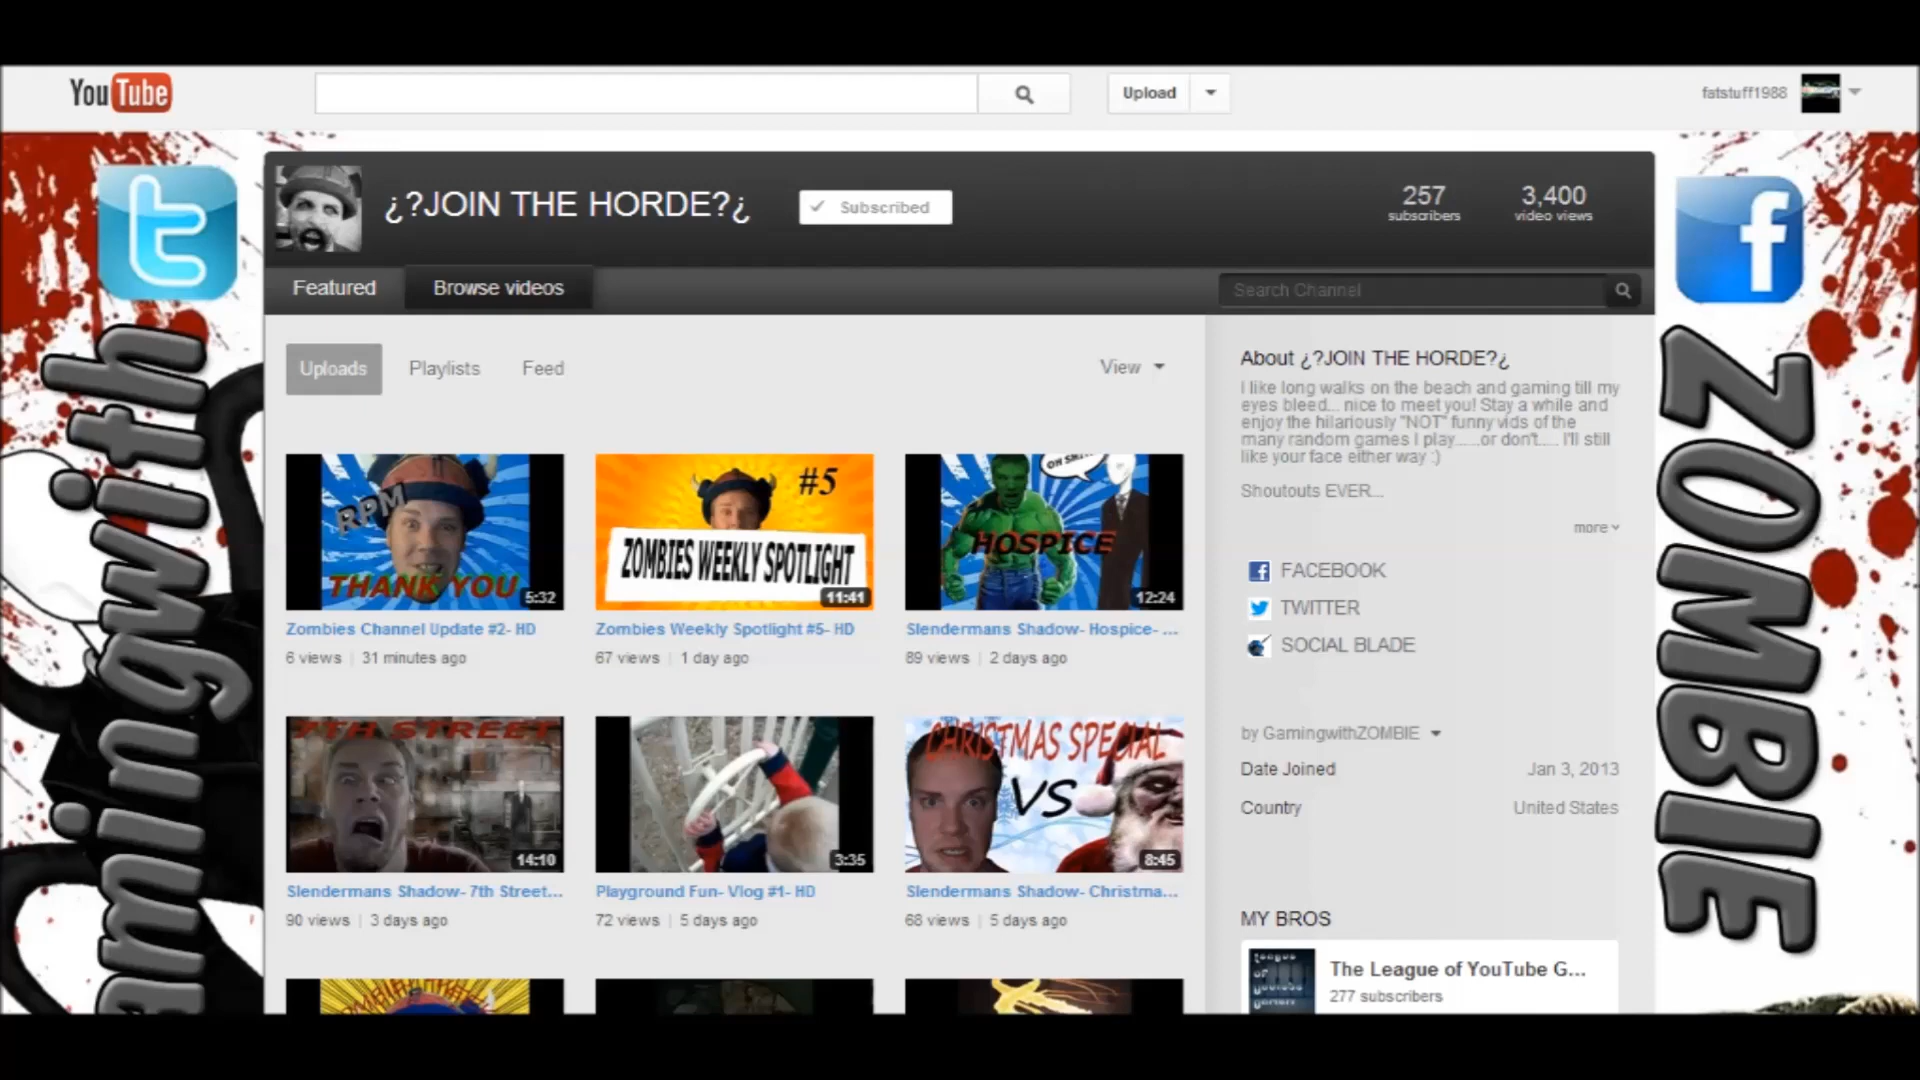 YouTube
Upload
fatstuff1988
¿?JOIN THE HORDE?¿
Subscribed
257
subscribers
3,400
video views
Featured
Browse videos
Search Channel
Uploads
Playlists
Feed
View
RPM
THANK YOU
5:32
Zombies Channel Update #2- HD
6 views | 31 minutes ago
#5
ZOMBIES WEEKLY SPOTLIGHT
11:41
Zombies Weekly Spotlight #5- HD
67 views | 1 day ago
HOSPICE
12:24
Slendermans Shadow- Hospice- ...
89 views | 2 days ago
7TH STREET
14:10
Slendermans Shadow- 7th Street...
90 views | 3 days ago
3:35
Playground Fun- Vlog #1- HD
72 views | 5 days ago
CHRISTMAS SPECIAL
VS
8:45
Slendermans Shadow- Christma...
68 views | 5 days ago
About ¿?JOIN THE HORDE?¿
I like long walks on the beach and gaming till my
eyes bleed... nice to meet you! Stay a while and
enjoy the hilariously "NOT" funny vids of the
many random games I play......or don't..... I'll still
like your face either way :)
Shoutouts EVER...
more
FACEBOOK
TWITTER
SOCIAL BLADE
by GamingwithZOMBIE
Date Joined Jan 3, 2013
Country United States
MY BROS
The League of YouTube G...
277 subscribers
amingwith
ZOMBIE